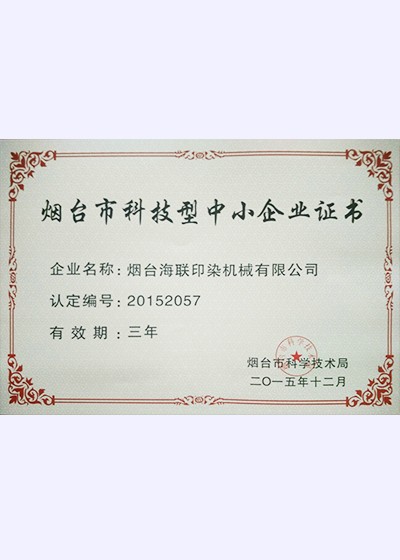 烟台市科技型中小企业证书
企业名称：烟台海联印染机械有限公司
认定编号：20152057
有效期：三年
烟台市科学技术局
二〇一五年十二月